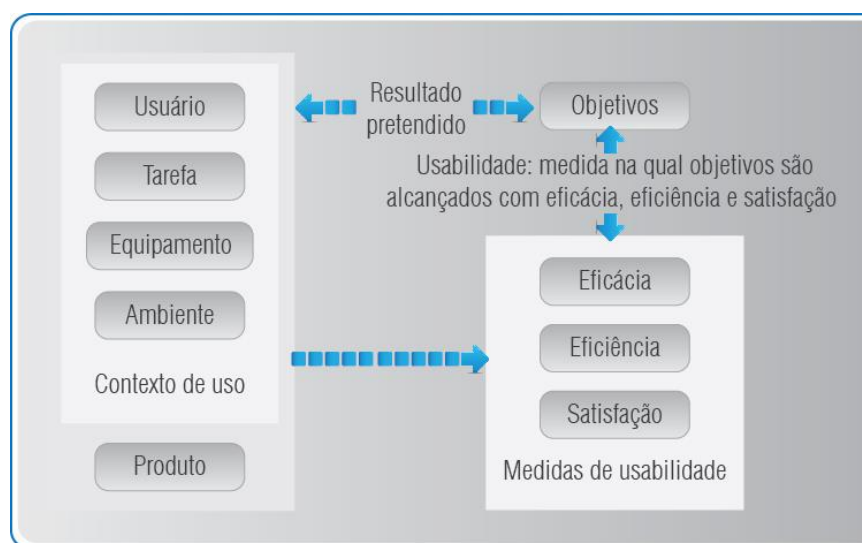 Usuário
Tarefa
Equipamento
Ambiente
Contexto de uso
Produto
Resultado
pretendido
Objetivos
Usabilidade: medida na qual objetivos são
alcançados com eficácia, eficiência e satisfação
Eficácia
Eficiência
Satisfação
Medidas de usabilidade